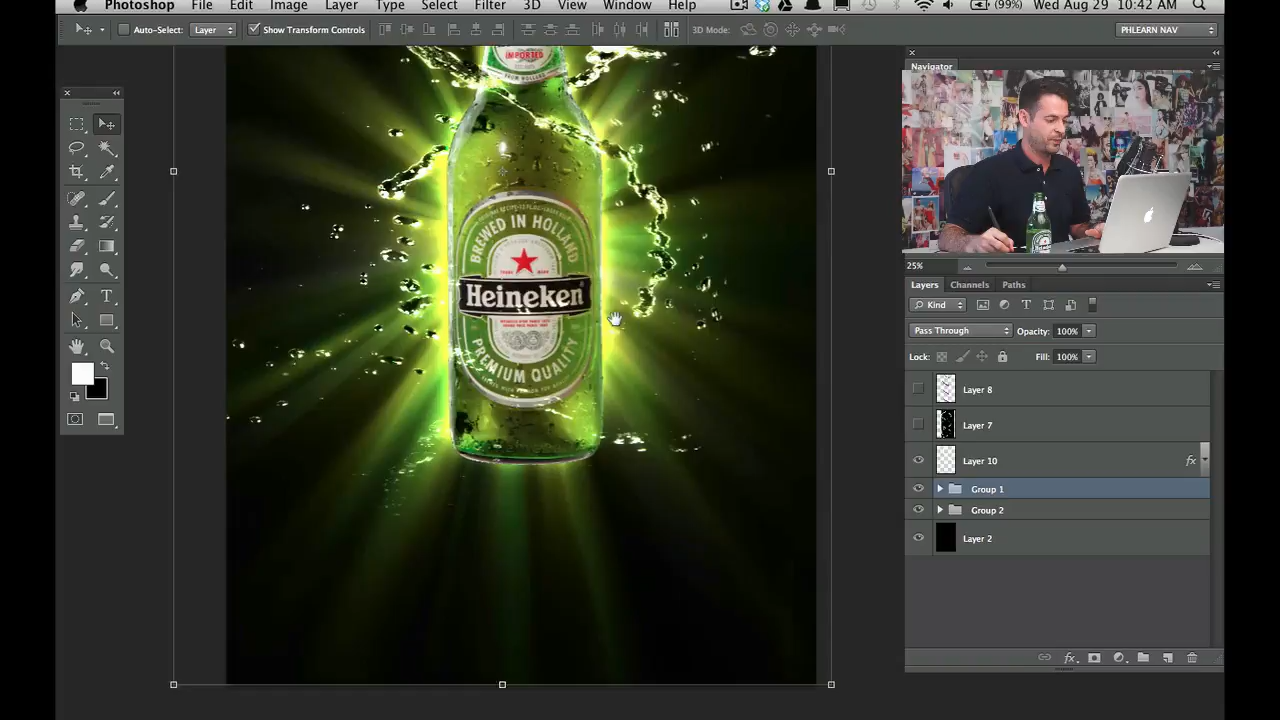 Photoshop File Edit Image Layer Type Select Filter 3D View Window Help (99%) Wed Aug 29 10:42 AM
Auto-Select: Layer Show Transform Controls 3D Mode: PHLEARN NAV
Navigator
IMPORTED
BREWED IN HOLLAND
Heineken
PREMIUM QUALITY
25%
Layers Channels Paths
Kind
Pass Through Opacity: 100%
Lock: Fill: 100%
Layer 8
Layer 7
Layer 10 fx
Group 1
Group 2
Layer 2
fx